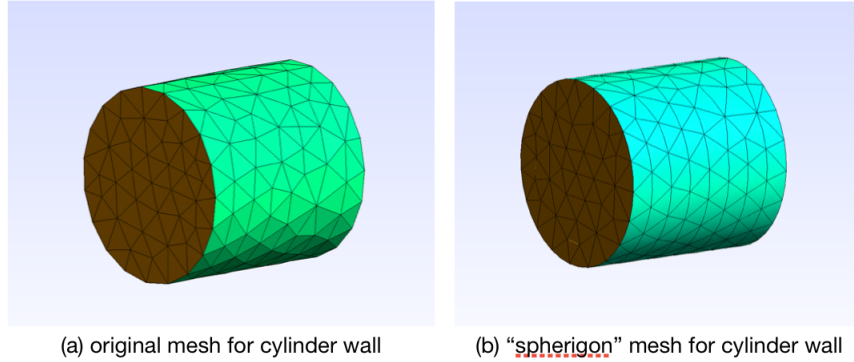 (a) original mesh for cylinder wall
(b) “spherigon” mesh for cylinder wall